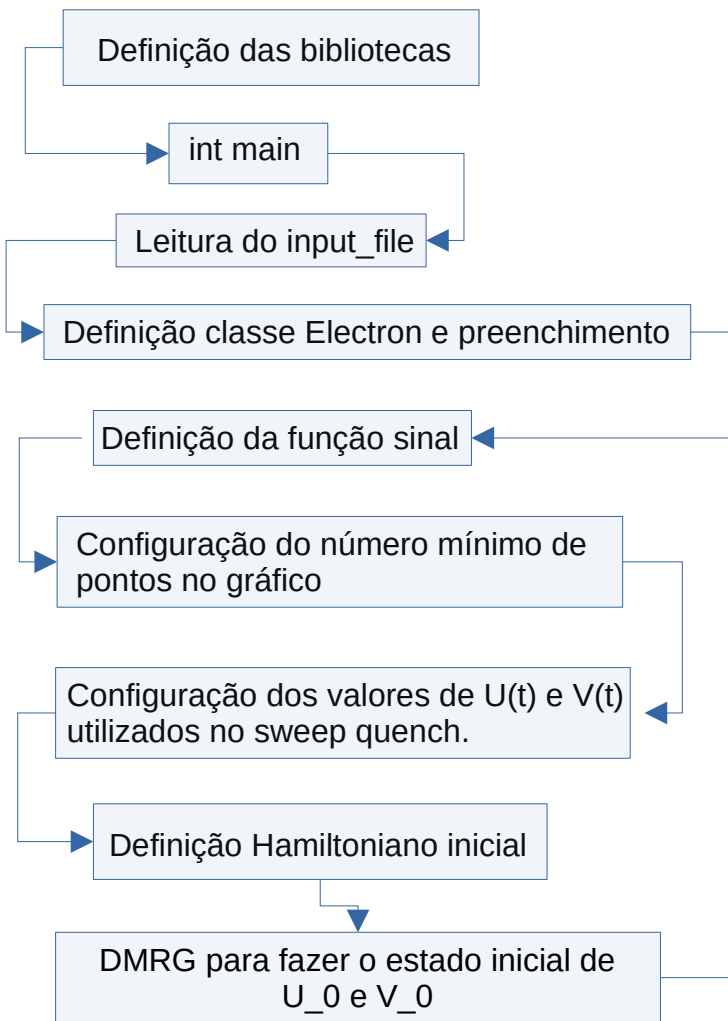 Definição das bibliotecas
int main
Leitura do input_file
Definição classe Electron e preenchimento
Definição da função sinal
Configuração do número mínimo de
pontos no gráfico
Configuração dos valores de U(t) e V(t)
utilizados no sweep quench.
Definição Hamiltoniano inicial
DMRG para fazer o estado inicial de
U_0 e V_0